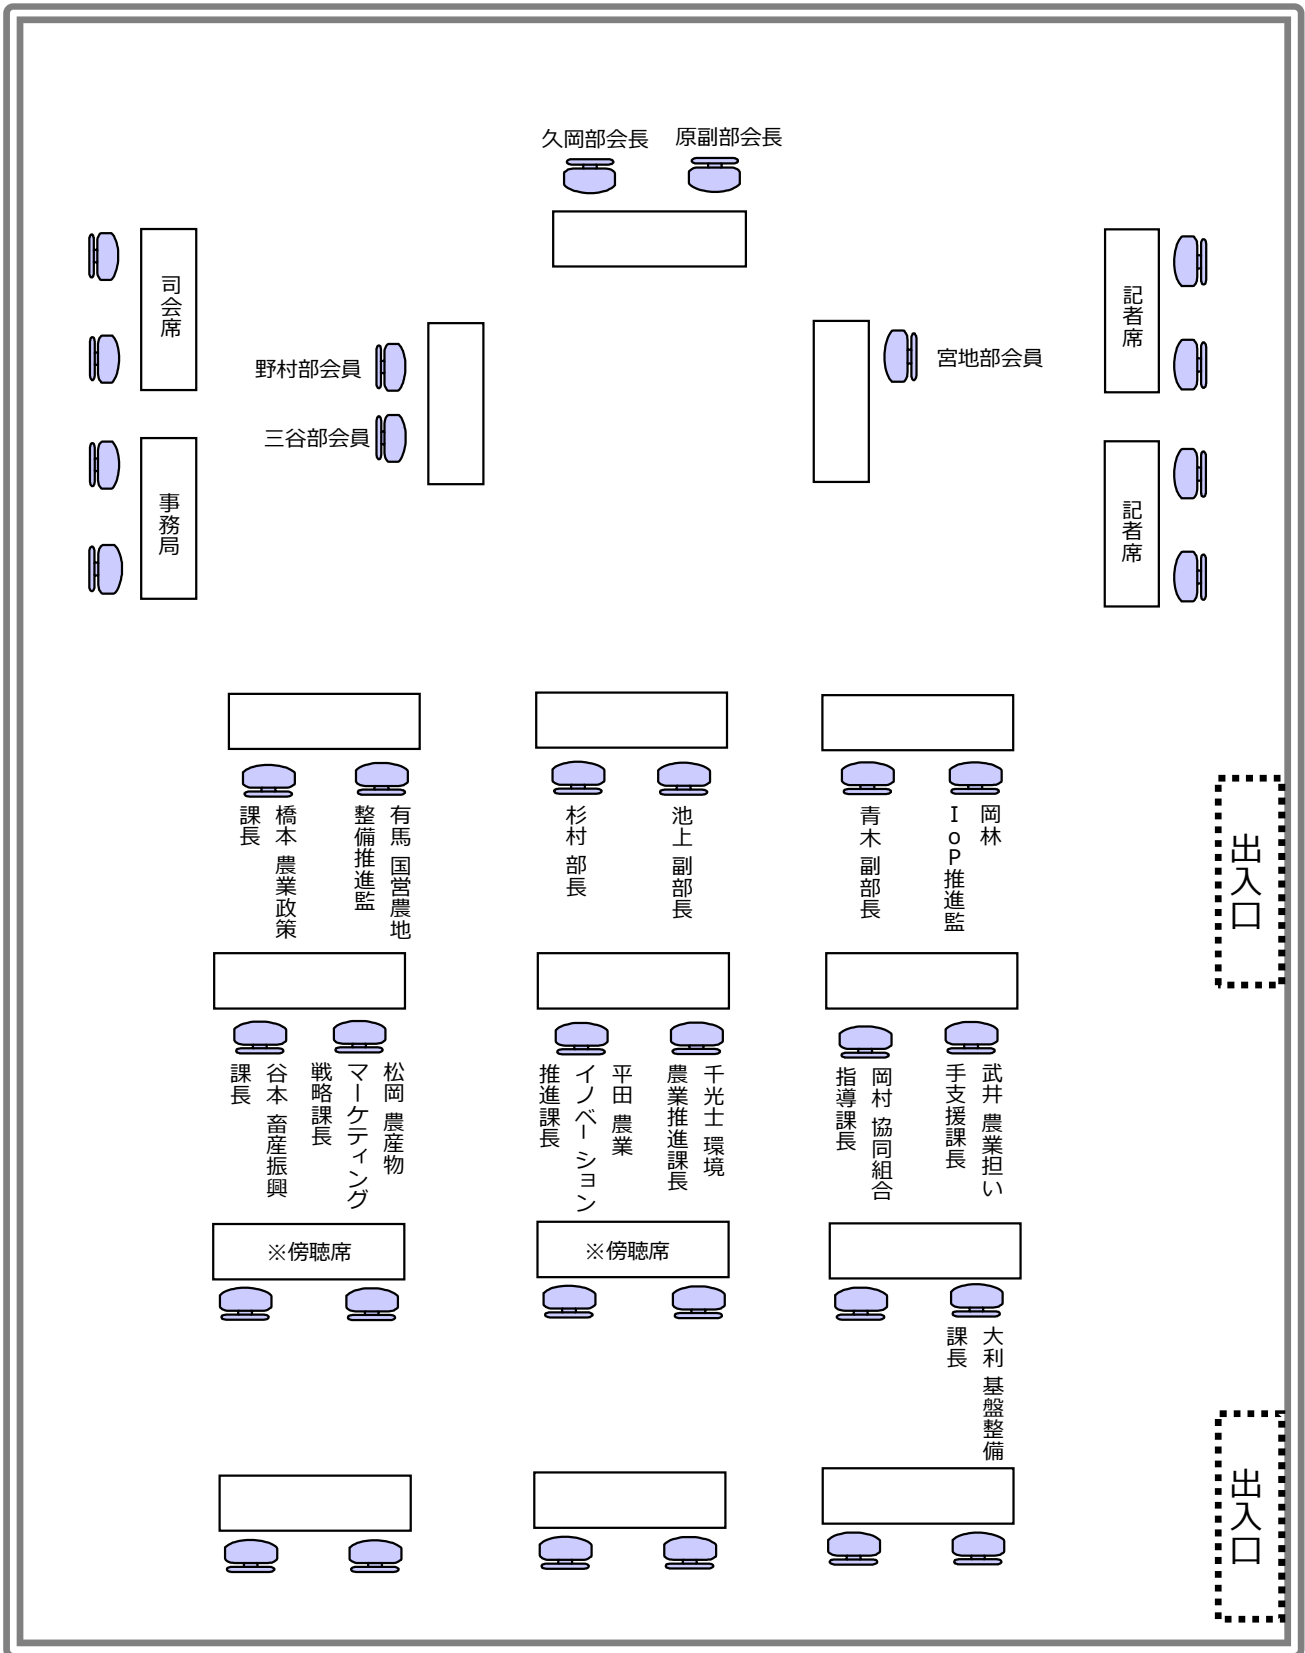 久岡部会長
原副部会長
司会席
記者席
野村部会員
宮地部会員
三谷部会員
事務局
記者席
橋本 農業政策
課長
有馬 国営農地
整備推進監
杉村 部長
池上 副部長
青木 副部長
岡林
IoP推進監
出入口
谷本 畜産振興
課長
松岡 農産物
マーケティング
戦略課長
平田 農業
イノベーション
推進課長
千光士 環境
農業推進課長
岡村 協同組合
指導課長
武井 農業担い
手支援課長
※傍聴席
※傍聴席
大利 基盤整備
課長
出入口